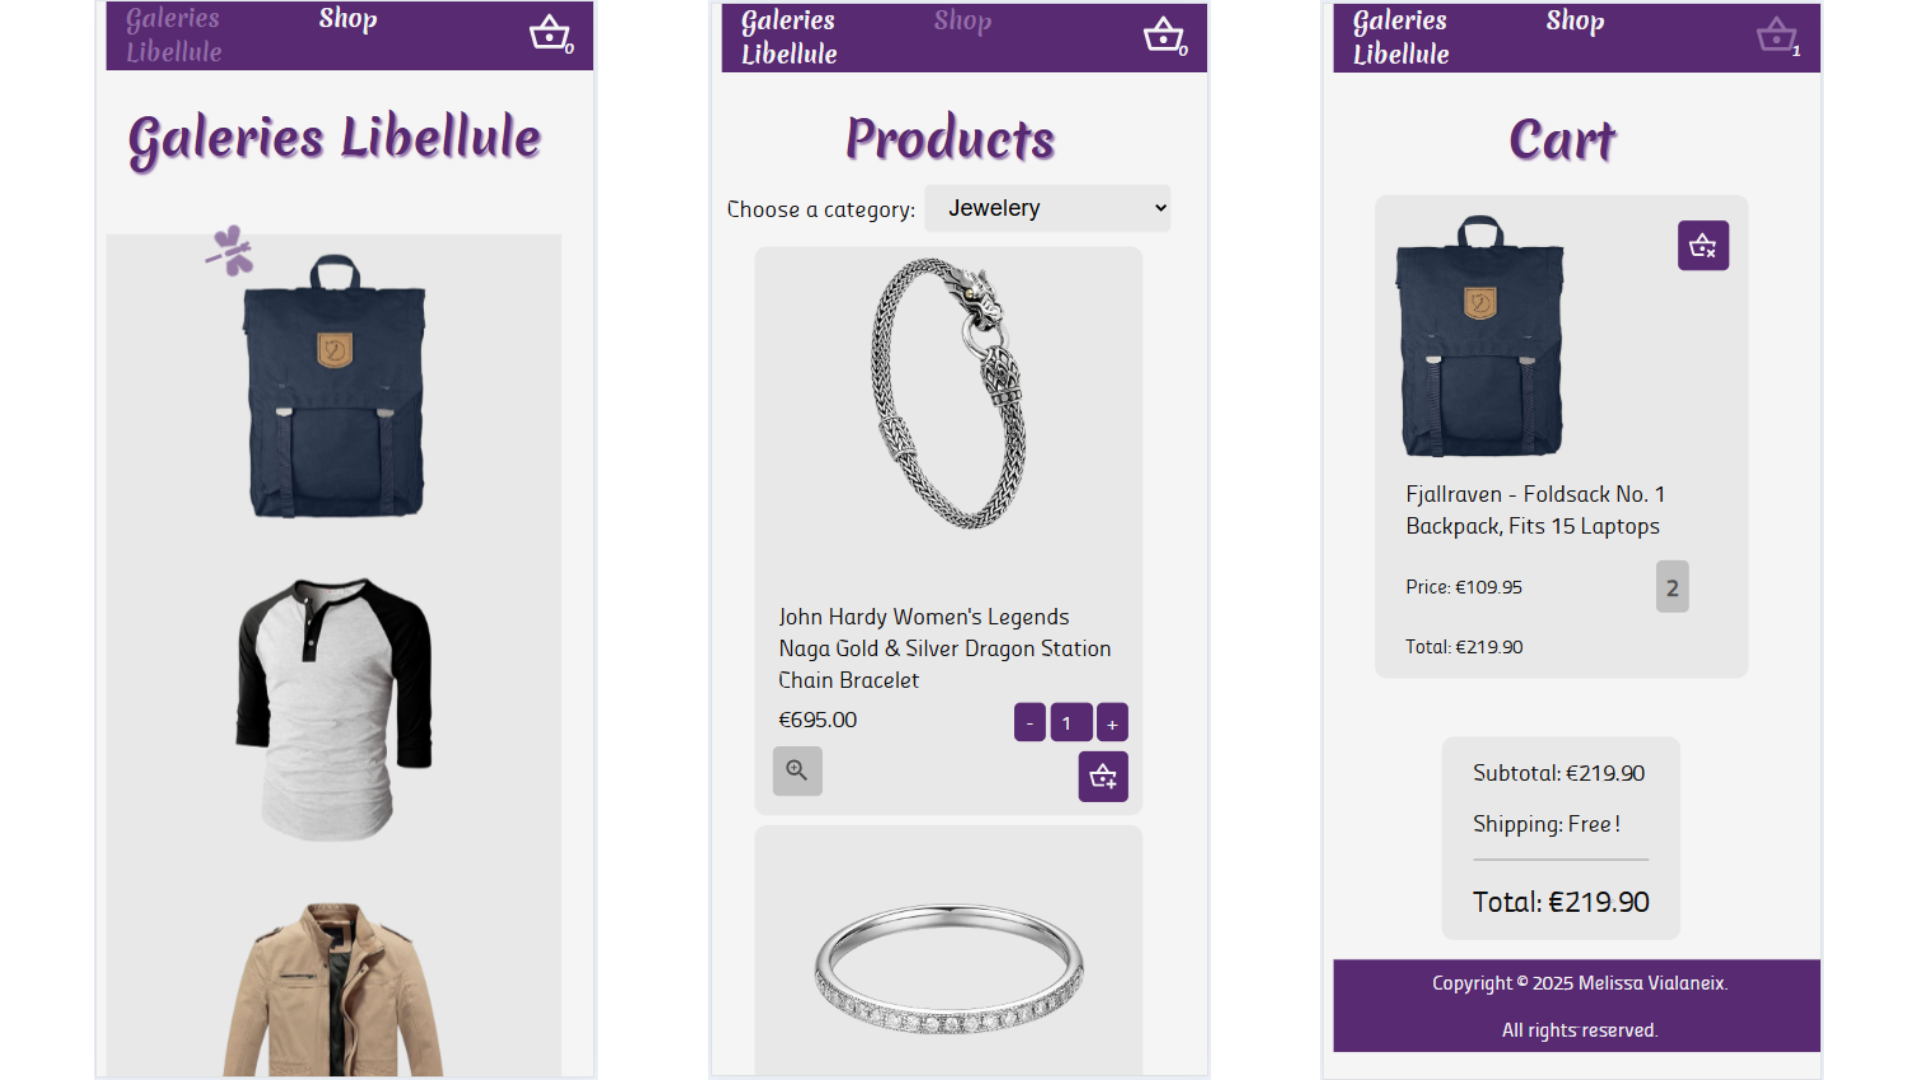 Galeries
Libellule
Shop
0
Galeries Libellule
Galeries
Libellule
Shop
0
Products
Choose a category:
Jewelery
John Hardy Women's Legends
Naga Gold & Silver Dragon Station
Chain Bracelet
€695.00
- 1 +
Galeries
Libellule
Shop
1
Cart
Fjallraven - Foldsack No. 1
Backpack, Fits 15 Laptops
Price: €109.95
2
Total: €219.90
Subtotal: €219.90
Shipping: Free !
Total: €219.90
Copyright © 2025 Melissa Vialaneix.
All rights reserved.